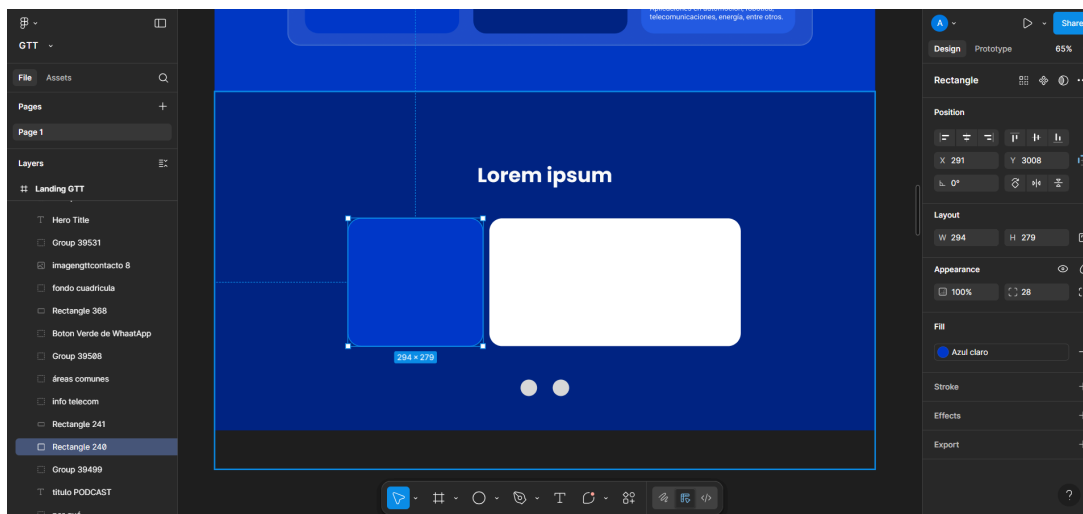 GTT
File
Assets
Pages
Page 1
Layers
Landing GTT
Hero Title
Group 39531
imagengttcontacto 8
fondo cuadricula
Rectangle 368
Boton Verde de WhaatApp
Group 39508
áreas comunes
info telecom
Rectangle 241
Rectangle 240
Group 39499
titulo PODCAST
telecomunicaciones, energía, entre otros.
Lorem ipsum
294 × 279
A
Share
Design
Prototype
65%
Rectangle
Position
X 291
Y 3008
0°
Layout
W 294
H 279
Appearance
100%
28
Fill
Azul claro
Stroke
Effects
Export
?